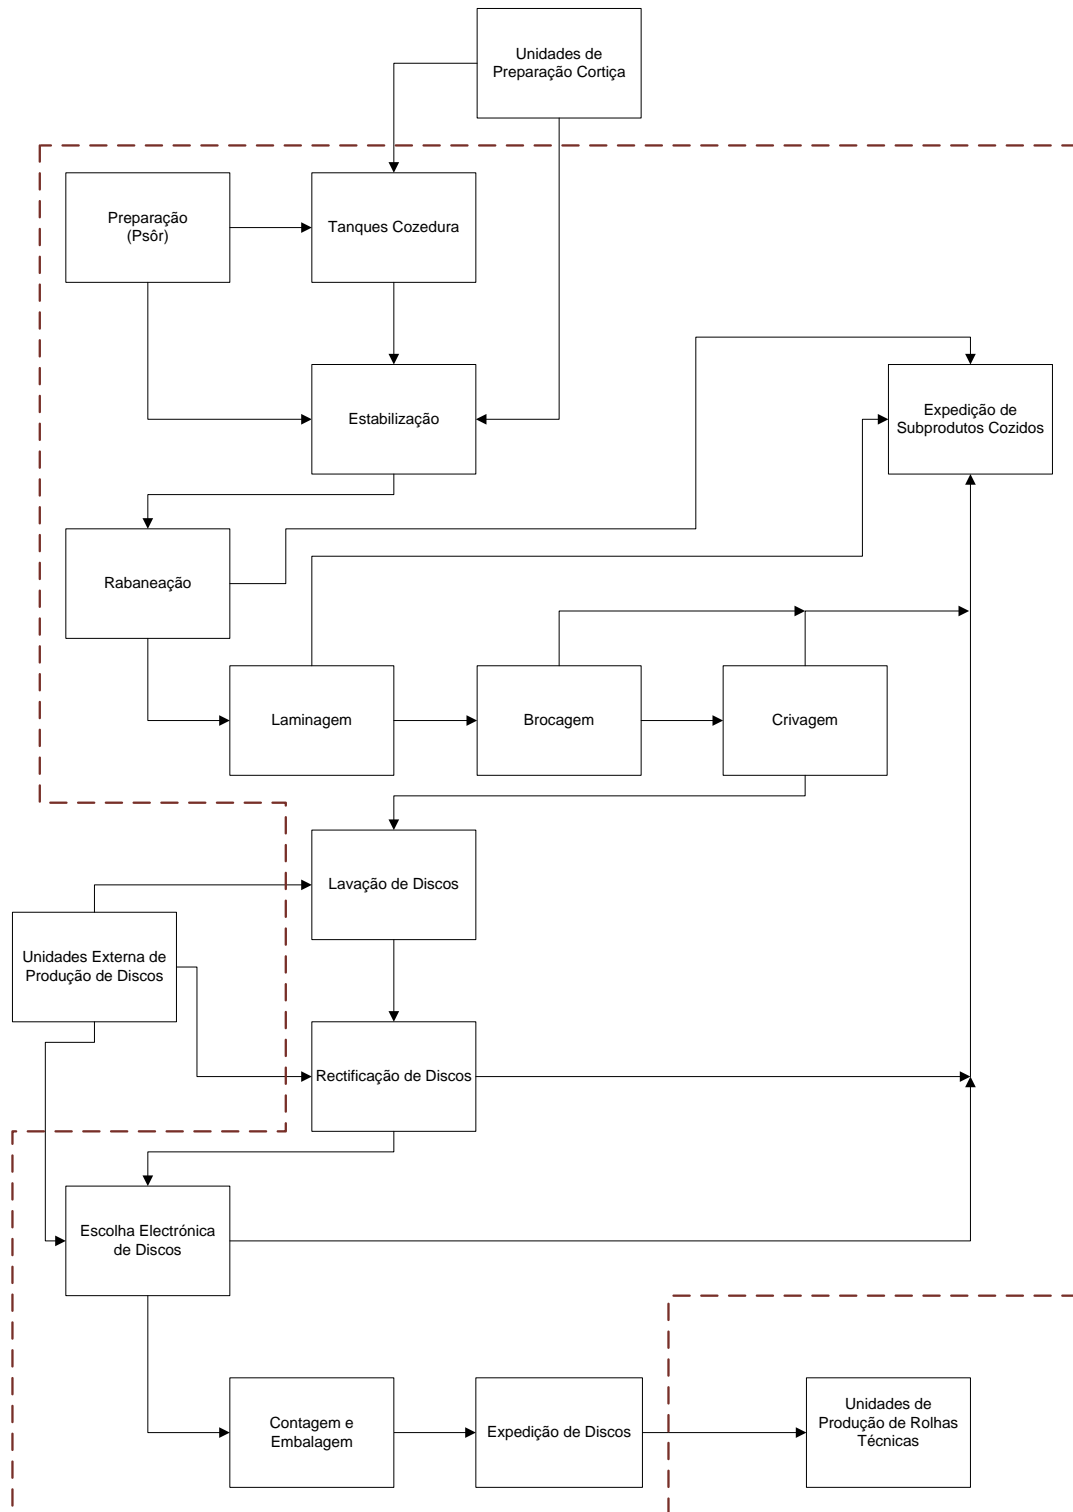 Unidades de
Preparação Cortiça
Preparação
(Psôr)
Tanques Cozedura
Estabilização
Expedição de
Subprodutos Cozidos
Rabaneação
Laminagem
Brocagem
Crivagem
Lavação de Discos
Unidades Externa de
Produção de Discos
Rectificação de Discos
Escolha Electrónica
de Discos
Contagem e
Embalagem
Expedição de Discos
Unidades de
Produção de Rolhas
Técnicas